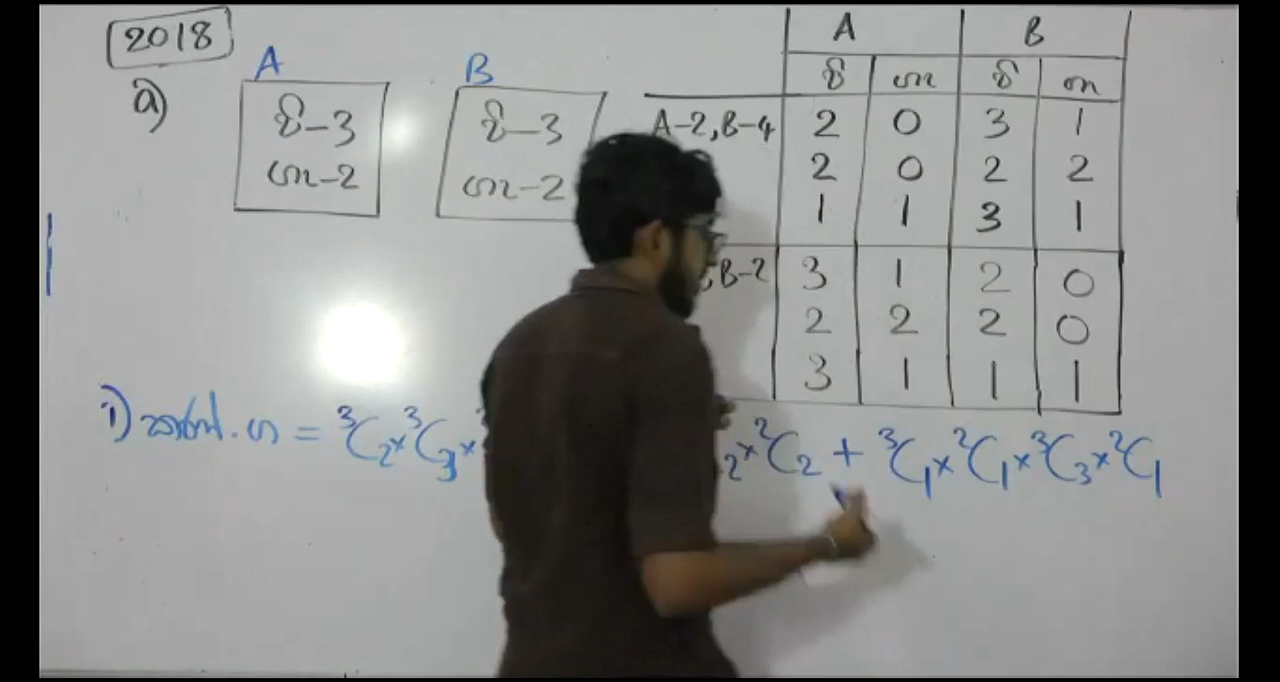 2018
a)
A B
පි-3 පි-3
ගැ-2 ගැ-2
A B
පි ගැ පි ගැ
A-2, B-4 2 0 3 1
2 0 2 2
1 1 3 1
, B-2 3 1 2 0
2 2 2 0
3 1 1 1
i) = ³C₂ × ³C₃ × ₂ × ²C₂ + ³C₁ × ²C₁ × ³C₃ × ²C₁